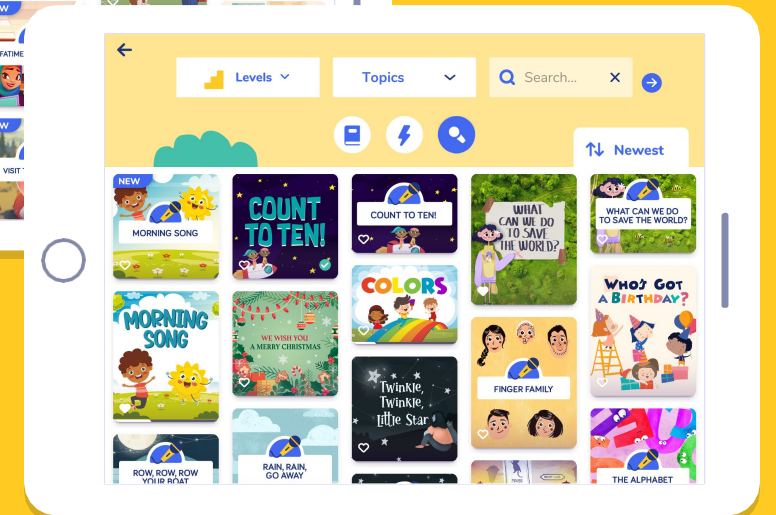 NEW
FATIME
VISIT
Levels
Topics
Search...
Newest
NEW
MORNING SONG
COUNT
TO TEN!
COUNT TO TEN!
WHAT
CAN WE DO
TO SAVE
THE WORLD?
WHAT CAN WE DO
TO SAVE THE WORLD?
MORNING
SONG
WE WISH YOU
A MERRY CHRISTMAS
COLORS
Twinkle,
Twinkle,
Little Star
FINGER FAMILY
WHO'S GOT
A BIRTHDAY?
ROW, ROW, ROW
YOUR BOAT
RAIN, RAIN,
GO AWAY
THE ALPHABET